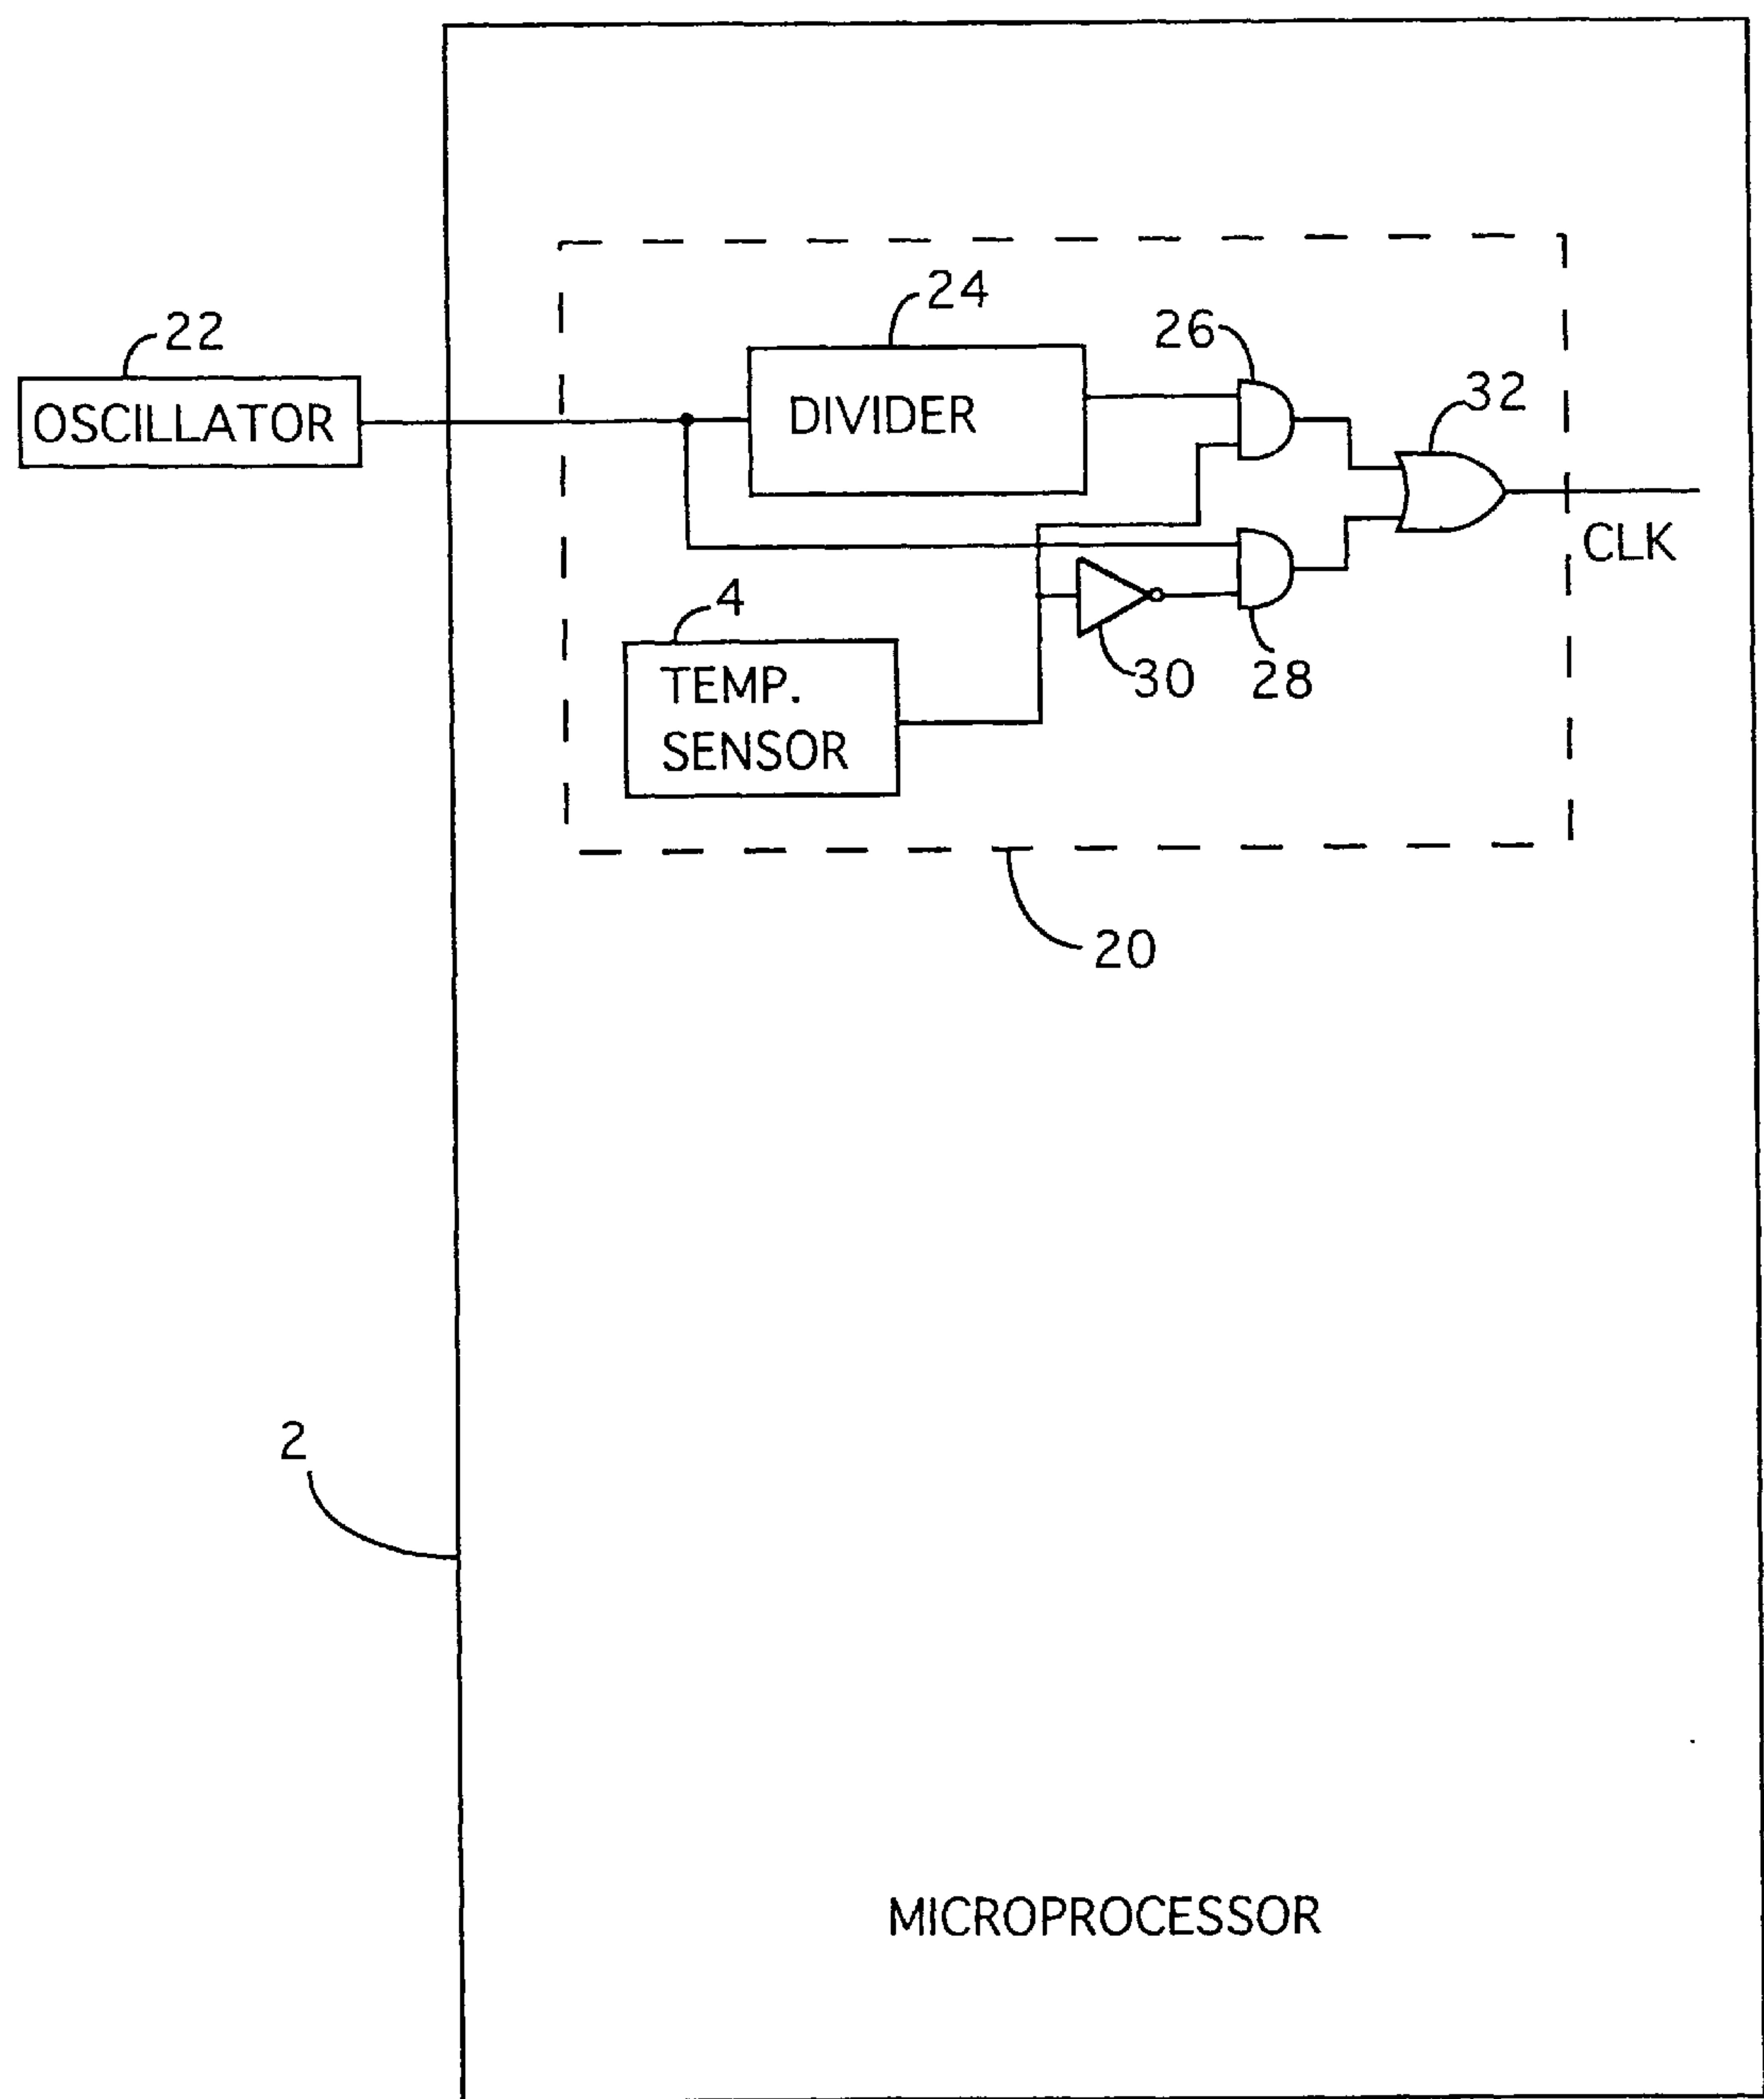 24
26
22
32
OSCILLATOR
DIVIDER
CLK
4
TEMP.
SENSOR
30
28
20
2
MICROPROCESSOR